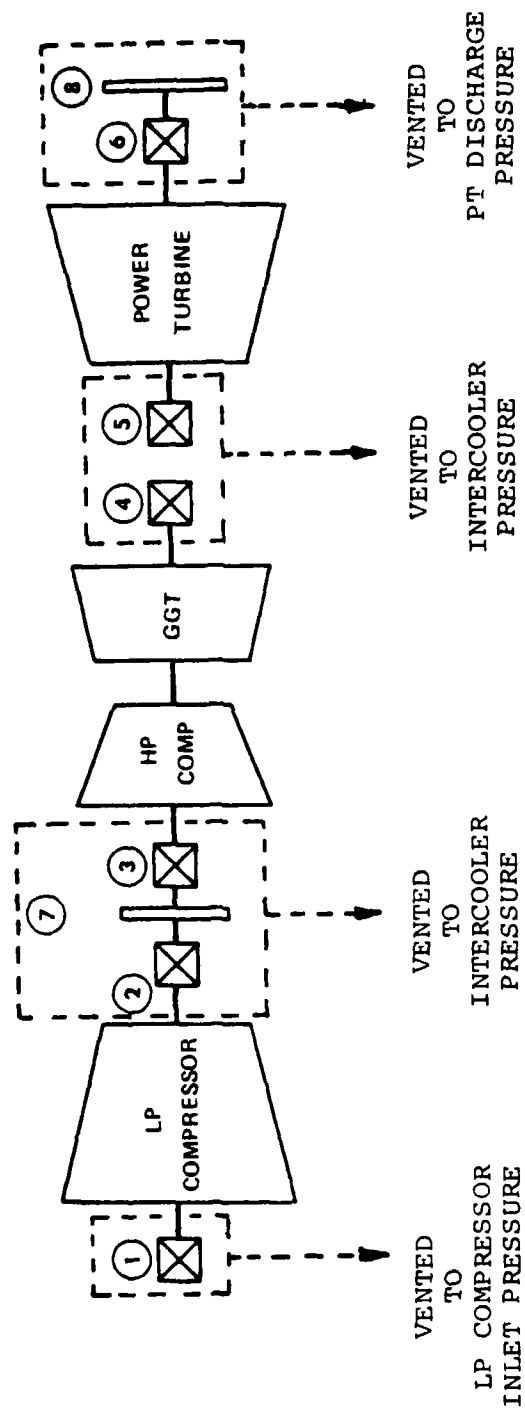 1
LP
COMPRESSOR
2
7
3
HP
COMP
GGT
4
5
POWER
TURBINE
6
8
VENTED
TO
LP COMPRESSOR
INLET PRESSURE
VENTED
TO
INTERCOOLER
PRESSURE
VENTED
TO
INTERCOOLER
PRESSURE
VENTED
TO
PT DISCHARGE
PRESSURE